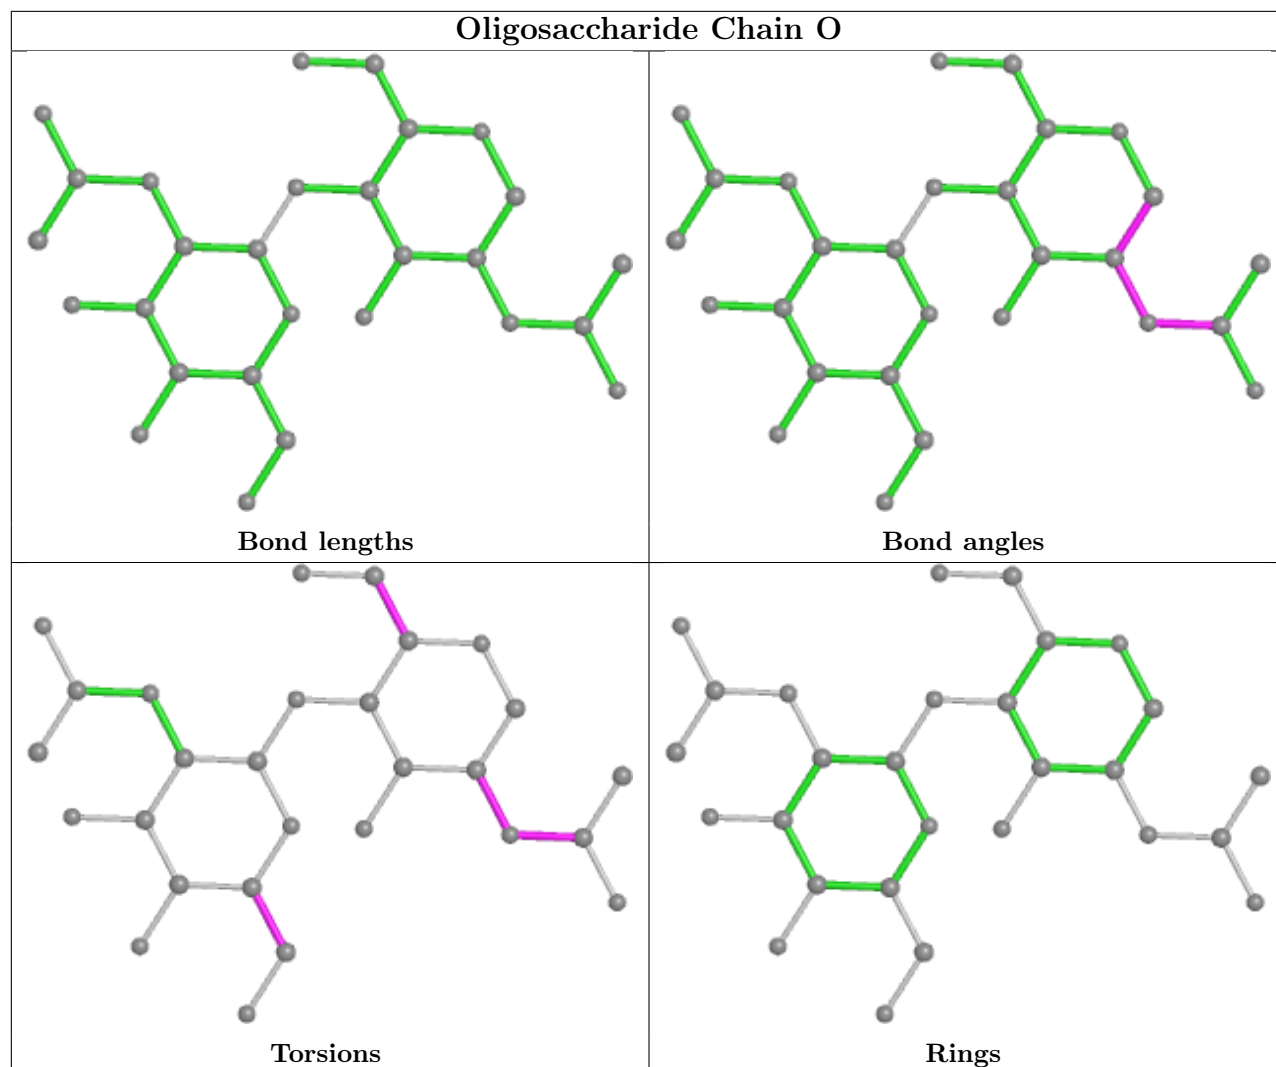 Oligosaccharide Chain O
Bond lengths
Bond angles
Torsions
Rings